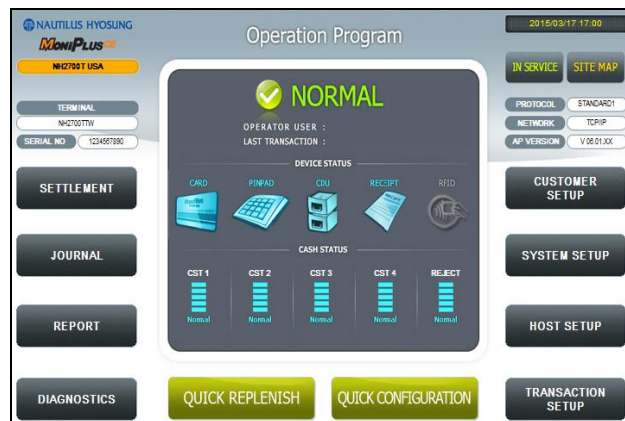 NAUTILUS HYOSUNG
MoniPlus CE
NH2700T USA
Operation Program
2015/03/17 17:00
IN SERVICE
SITE MAP
TERMINAL
NH2700TTW
SERIAL NO 1234567890
PROTOCOL STANDARD1
NETWORK TCP/IP
AP VERSION V 06.01.XX
NORMAL
OPERATOR USER :
LAST TRANSACTION :
DEVICE STATUS
CARD PINPAD CDU RECEIPT RFID
CASH STATUS
CST 1 CST 2 CST 3 CST 4 REJECT
Normal Normal Normal Normal Normal
SETTLEMENT
JOURNAL
REPORT
DIAGNOSTICS
CUSTOMER
SETUP
SYSTEM SETUP
HOST SETUP
TRANSACTION
SETUP
QUICK REPLENISH
QUICK CONFIGURATION